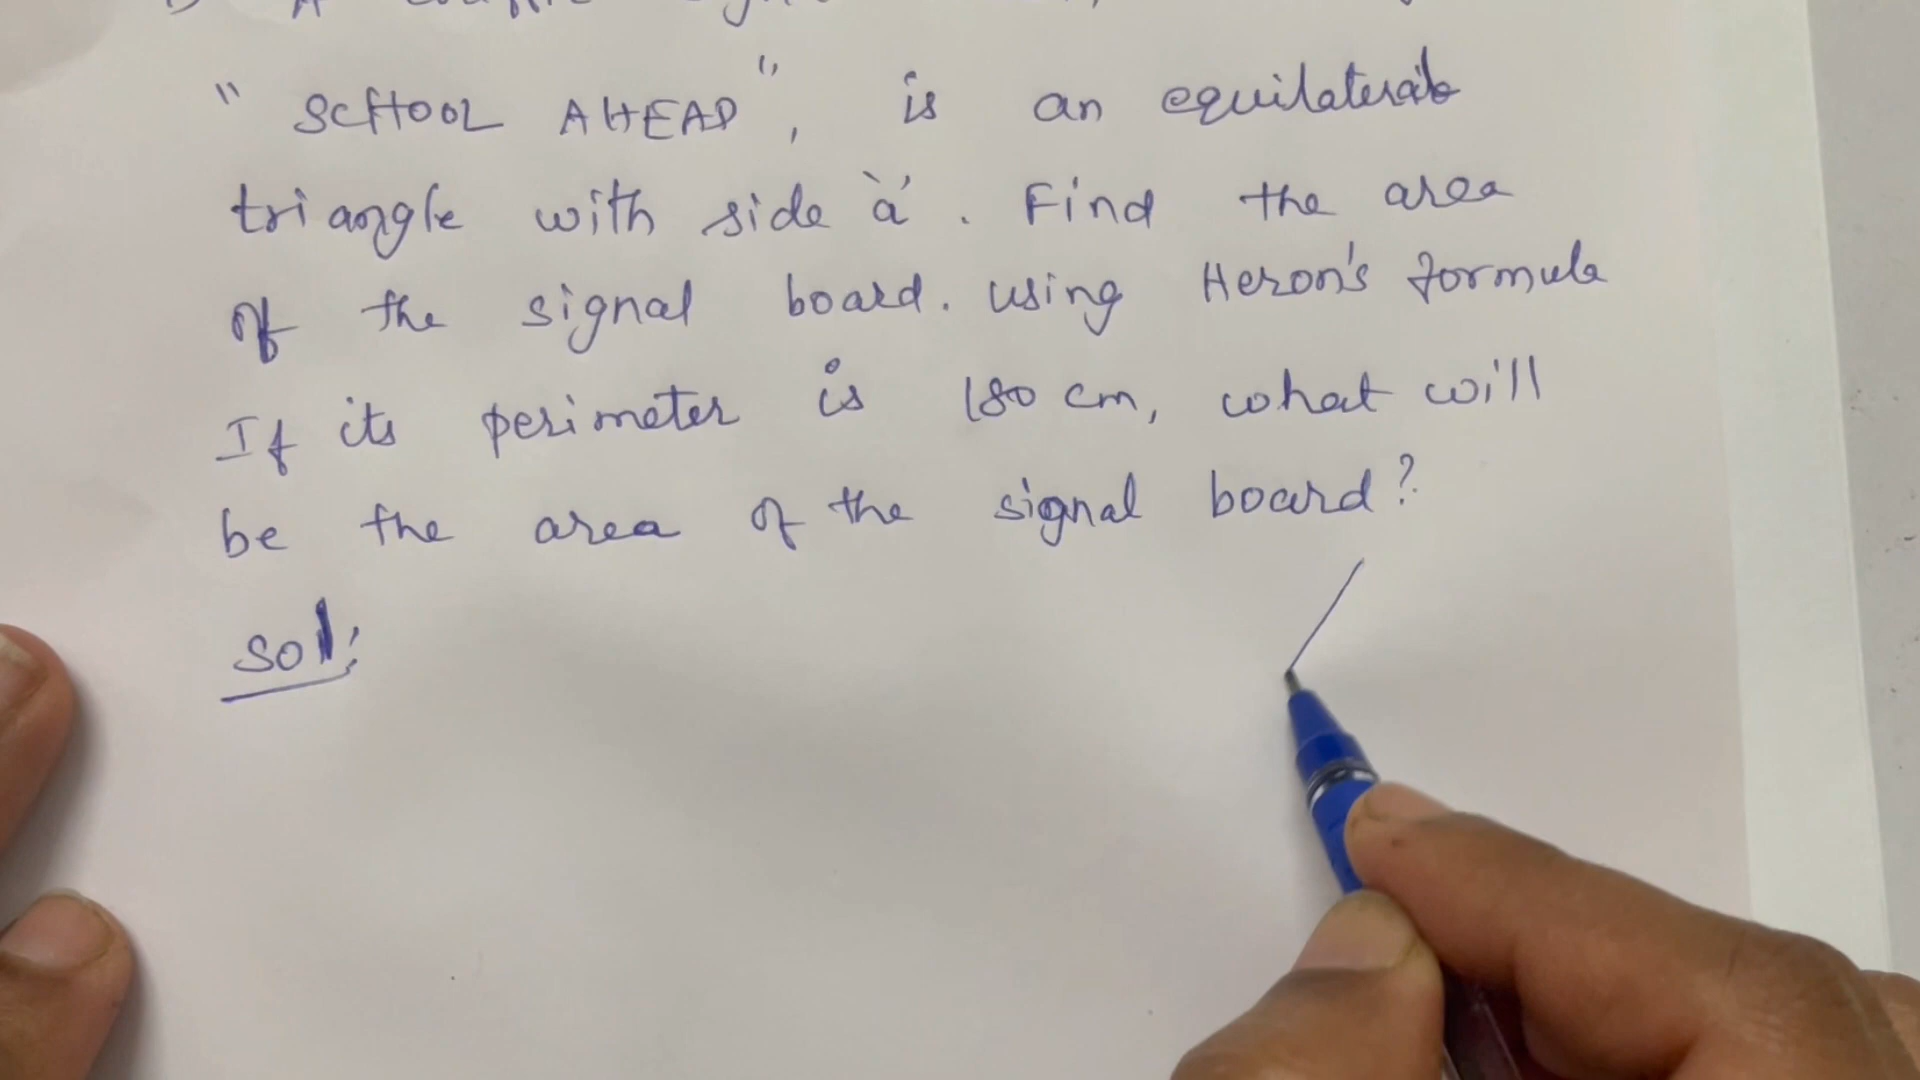 "SCHOOL AHEAD", is an equilateral
triangle with side 'a'. Find the area
of the signal board. using Heron's formula
If its perimeter is 180 cm, what will
be the area of the signal board?
Sol: